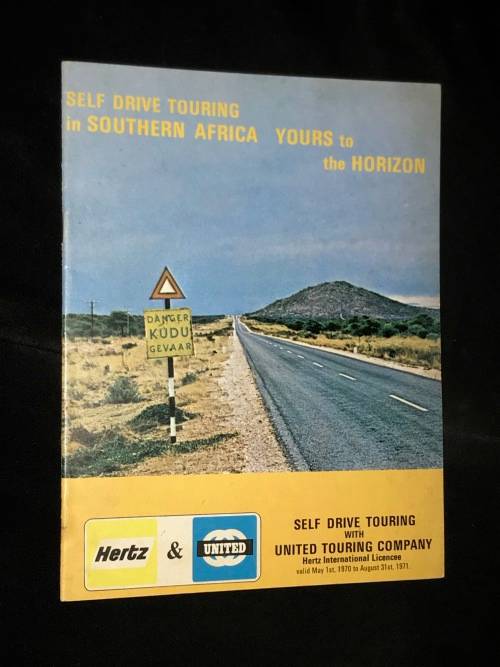 SELF DRIVE TOURING
in SOUTHERN AFRICA YOURS to
the HORIZON
DANGER
KUDU
GEVAAR
Hertz & UNITED
SELF DRIVE TOURING
WITH
UNITED TOURING COMPANY
Hertz International Licencee
valid May 1st, 1970 to August 31st, 1971.